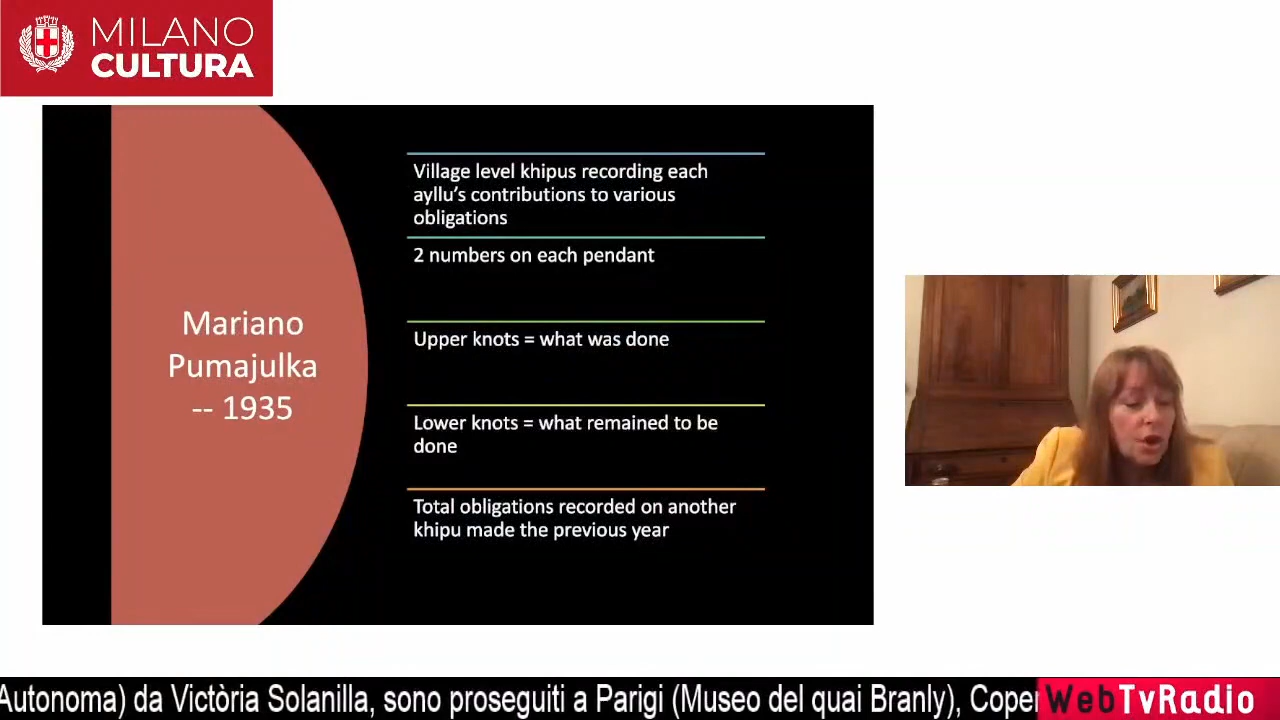 MILANO
CULTURA
Mariano
Pumajulka
-- 1935
Village level khipus recording each
ayllu's contributions to various
obligations
2 numbers on each pendant
Upper knots = what was done
Lower knots = what remained to be
done
Total obligations recorded on another
khipu made the previous year
Autonoma) da Victòria Solanilla, sono proseguiti a Parigi (Museo del quai Branly), Coper
WebTvRadio